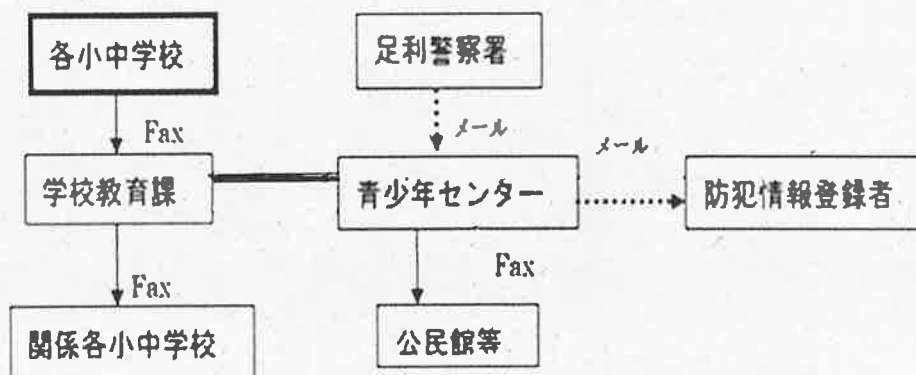 各小中学校
足利警察署
Fax
メール
メール
学校教育課
青少年センター
防犯情報登録者
Fax
Fax
関係各小中学校
公民館等